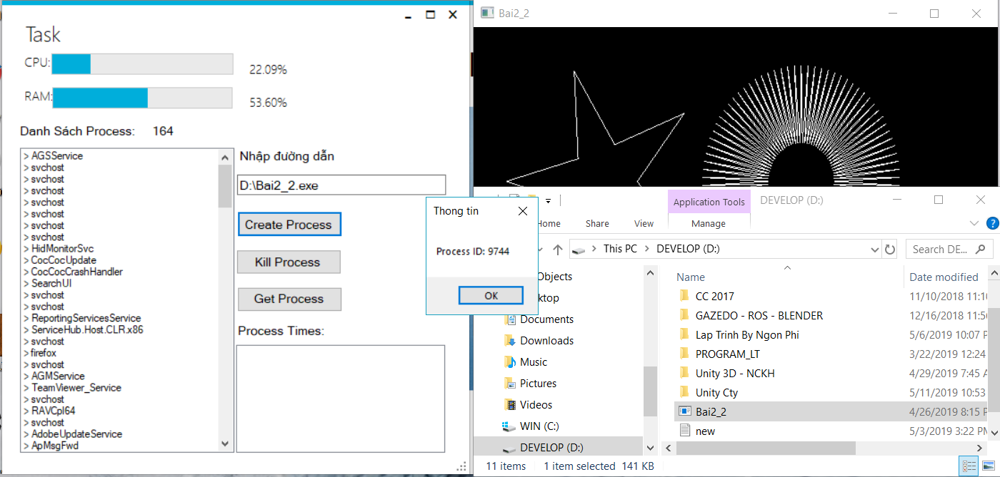 Task
CPU:
22.09%
RAM:
53.60%
Danh Sách Process: 164
> AGSService
> svchost
> svchost
> svchost
> svchost
> svchost
> svchost
> svchost
> HidMonitorSvc
> CocCocUpdate
> CocCocCrashHandler
> SearchUI
> svchost
> svchost
> ReportingServicesService
> ServiceHub.Host.CLR.x86
> svchost
> firefox
> svchost
> AGMService
> TeamViewer_Service
> svchost
> RAVCpl64
> svchost
> AdobeUpdateService
> ApMsgFwd
Nhập đường dẫn
D:\Bai2_2.exe
Create Process
Kill Process
Get Process
Process Times:
Thong tin
Process ID: 9744
OK
Bai2_2
Application Tools
DEVELOP (D:)
Home
Share
View
Manage
This PC
DEVELOP (D:)
Search DE...
Objects
ktop
Documents
Downloads
Music
Pictures
Videos
WIN (C:)
DEVELOP (D:)
Name
Date modified
CC 2017
11/10/2018 11:1
GAZEDO - ROS - BLENDER
12/16/2018 11:5
Lap Trinh By Ngon Phi
5/6/2019 10:07 P
PROGRAM_LT
3/22/2019 12:24
Unity 3D - NCKH
4/29/2019 7:45 A
Unity Cty
5/11/2019 10:53
Bai2_2
4/26/2019 8:15 P
new
5/3/2019 3:22 PM
11 items
1 item selected 141 KB